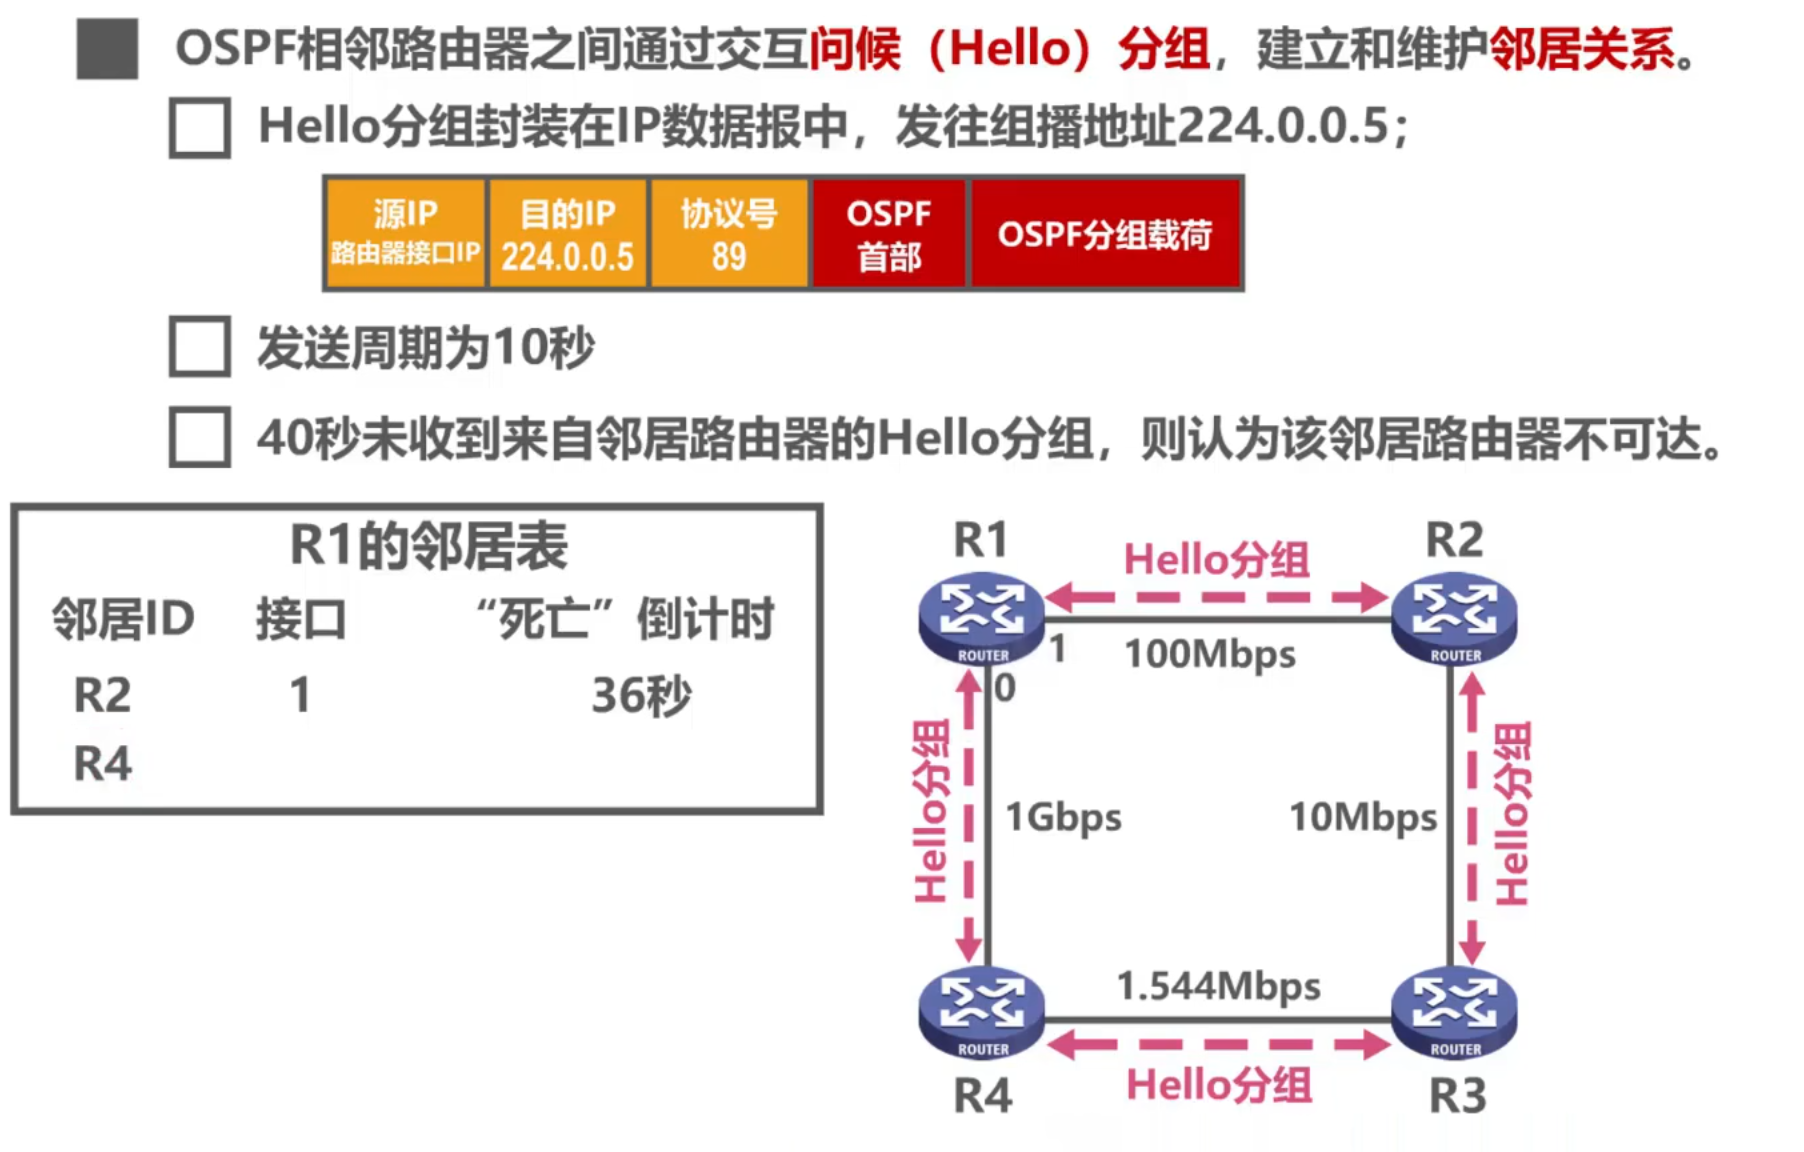 OSPF相邻路由器之间通过交互问候（Hello）分组，建立和维护邻居关系。
Hello分组封装在IP数据报中，发往组播地址224.0.0.5；
源IP
路由器接口IP
目的IP
224.0.0.5
协议号
89
OSPF
首部
OSPF分组载荷
发送周期为10秒
40秒未收到来自邻居路由器的Hello分组，则认为该邻居路由器不可达。
R1的邻居表
邻居ID 接口 “死亡”倒计时
R2 1 36秒
R4
R1
Hello分组
R2
ROUTER
1
100Mbps
ROUTER
0
Hello分组
1Gbps
10Mbps
Hello分组
1.544Mbps
ROUTER
ROUTER
Hello分组
R4
R3